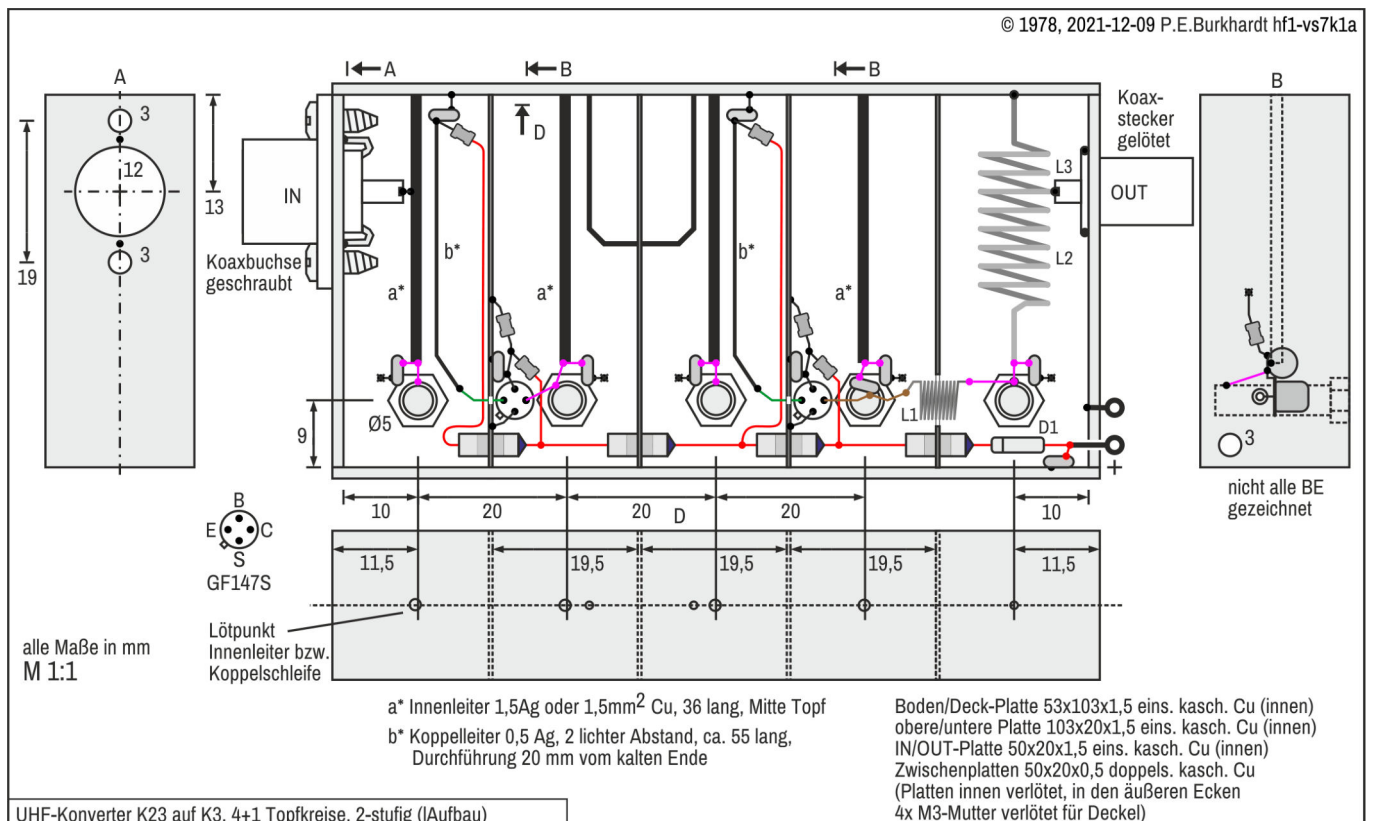 © 1978, 2021-12-09 P.E.Burkhardt hf1-vs7k1a
A
B
B
A
B
3
12
13
3
19
IN
Koaxbuchse
geschraubt
D
Koax-
stecker
gelötet
L3
OUT
L2
b*
b*
a*
a*
a*
Ø5
9
L1
D1
+
3
nicht alle BE
gezeichnet
10
20
20
D
20
10
B
E
C
S
GF147S
11,5
19,5
19,5
19,5
11,5
Lötpunkt
Innenleiter bzw.
Koppelschleife
alle Maße in mm
M 1:1
a* Innenleiter 1,5Ag oder 1,5mm² Cu, 36 lang, Mitte Topf
b* Koppelleiter 0,5 Ag, 2 lichter Abstand, ca. 55 lang,
Durchführung 20 mm vom kalten Ende
Boden/Deck-Platte 53x103x1,5 eins. kasch. Cu (innen)
obere/untere Platte 103x20x1,5 eins. kasch. Cu (innen)
IN/OUT-Platte 50x20x1,5 eins. kasch. Cu (innen)
Zwischenplatten 50x20x0,5 doppels. kasch. Cu
(Platten innen verlötet, in den äußeren Ecken
4x M3-Mutter verlötet für Deckel)
UHF-Konverter K23 auf K3, 4+1 Topfkreise, 2-stufig (lAufbau)